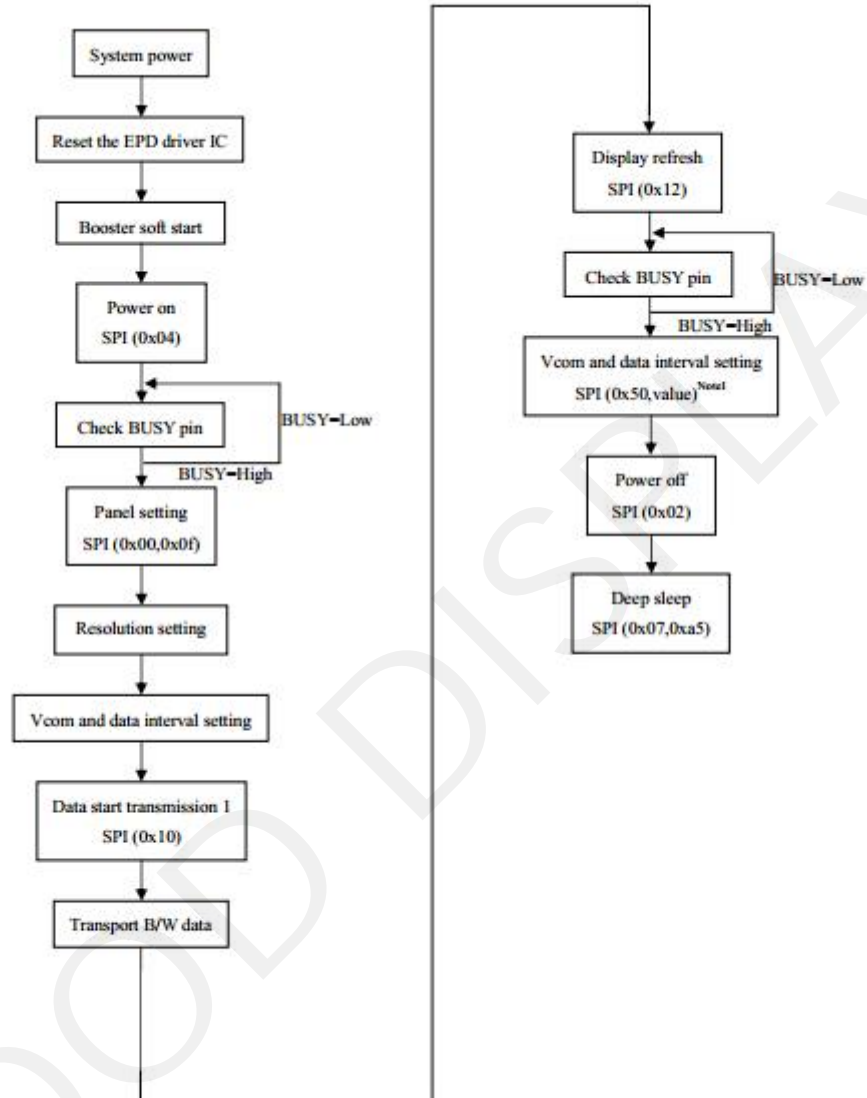 System power
Reset the EPD driver IC
Booster soft start
Power on
SPI (0x04)
Check BUSY pin
BUSY=Low
BUSY=High
Panel setting
SPI (0x00,0x0f)
Resolution setting
Vcom and data interval setting
Data start transmission 1
SPI (0x10)
Transport B/W data
Display refresh
SPI (0x12)
Check BUSY pin
BUSY=Low
BUSY=High
Vcom and data interval setting
SPI (0x50,value)Note1
Power off
SPI (0x02)
Deep sleep
SPI (0x07,0xa5)
OOD DISPLAY